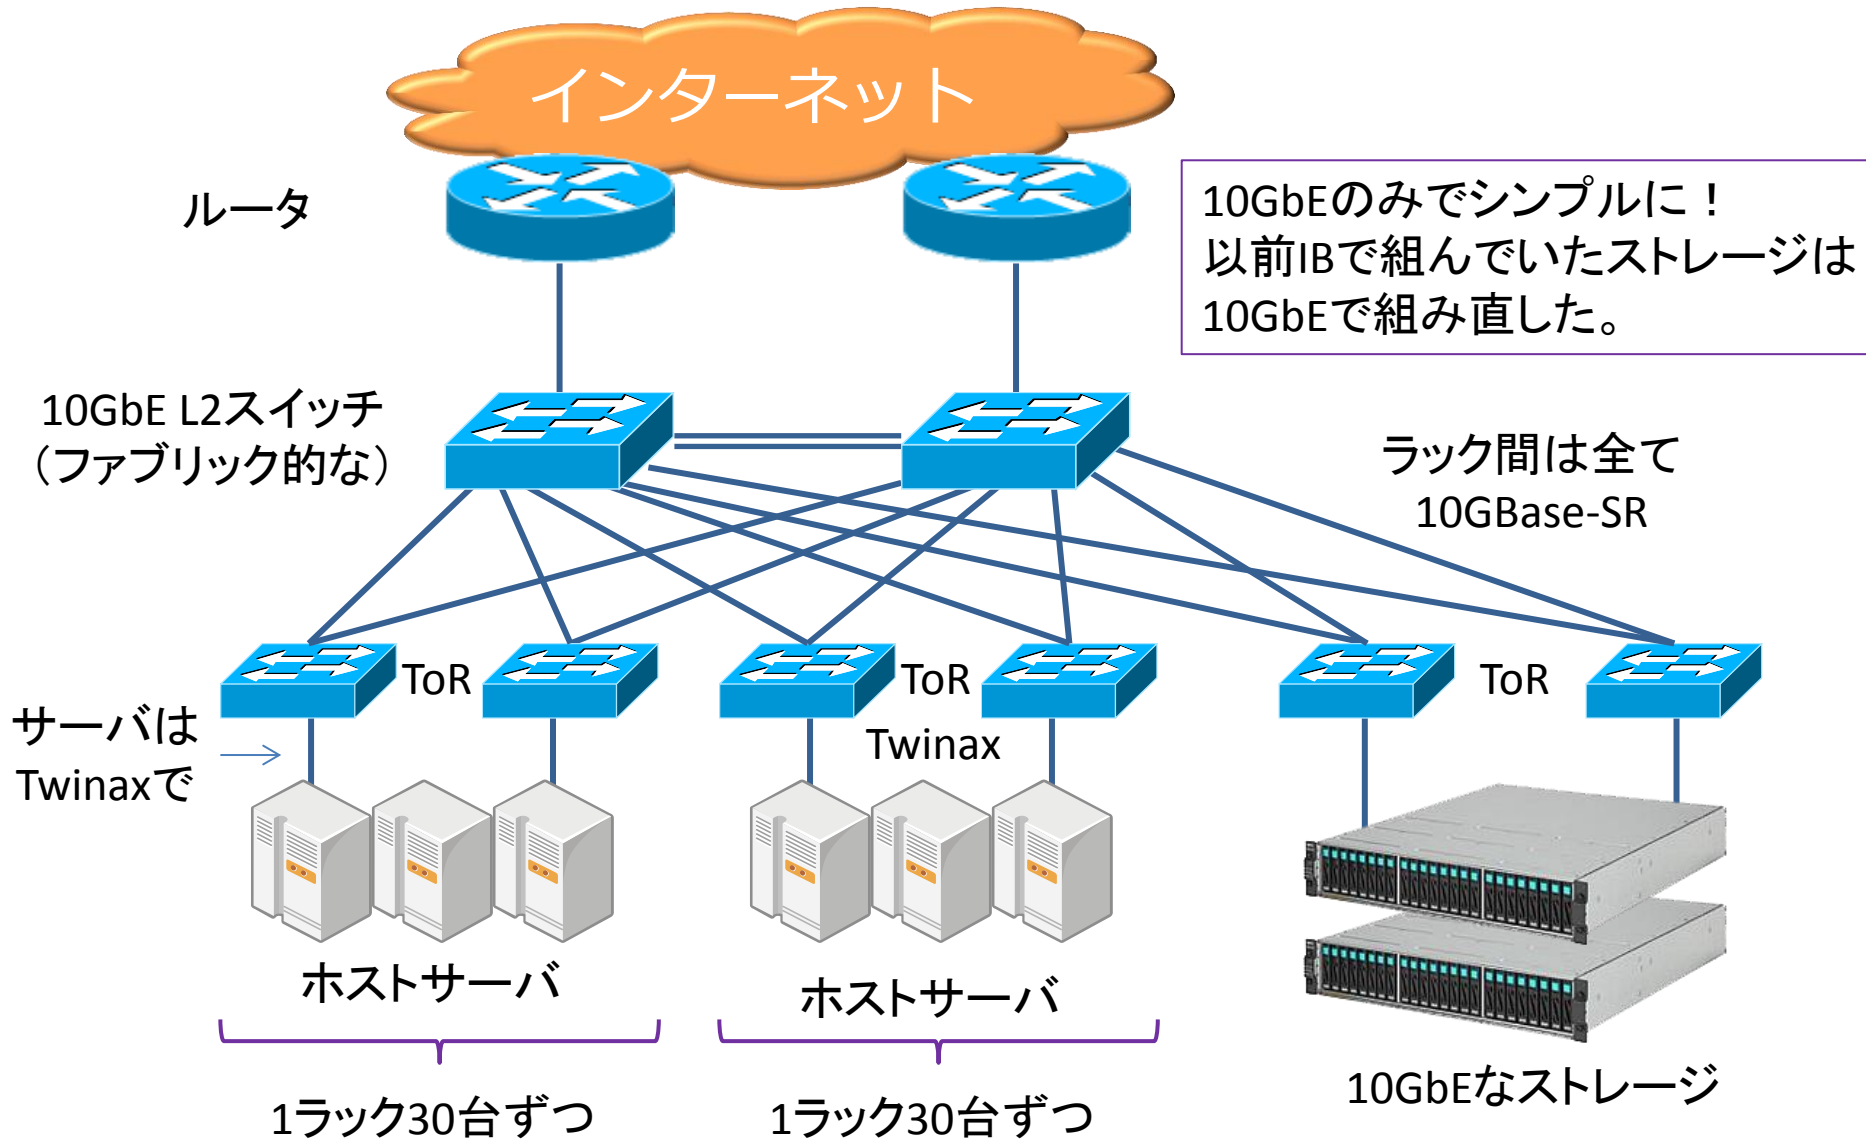 インターネット
ルータ
10GbEのみでシンプルに！
以前IBで組んでいたストレージは
10GbEで組み直した。
10GbE L2スイッチ
（ファブリック的な）
ラック間は全て
10GBase-SR
ToR
ToR
ToR
サーバは
Twinaxで
Twinax
ホストサーバ
ホストサーバ
1ラック30台ずつ
1ラック30台ずつ
10GbEなストレージ